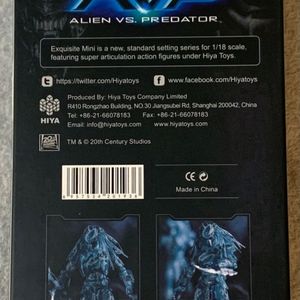 ALIEN VS. PREDATOR
Exquisite Mini is a new, standard setting series for 1/18 scale,
featuring super articulation action figures under Hiya Toys.
https://twitter.com/Hiyatoys
www.facebook.com/Hiyatoys
HIYA
Produced By: Hiya Toys Company Limited
R410 Rongzhao Building, NO.30 Jiangsubei Rd, Shanghai 200042, China
Tel: +86-21-66078183 Fax: +86-21-66078183
Email: info@hiyatoys.com www.hiyatoys.com
™ & © 20th Century Studios
CE
Made in China